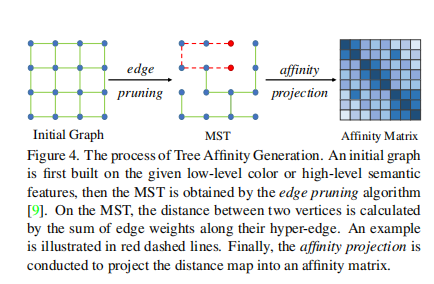 edge
pruning
affinity
projection
Initial Graph
MST
Affinity Matrix
Figure 4. The process of Tree Affinity Generation. An initial graph
is first built on the given low-level color or high-level semantic
features, then the MST is obtained by the edge pruning algorithm
[9]. On the MST, the distance between two vertices is calculated
by the sum of edge weights along their hyper-edge. An example
is illustrated in red dashed lines. Finally, the affinity projection is
conducted to project the distance map into an affinity matrix.